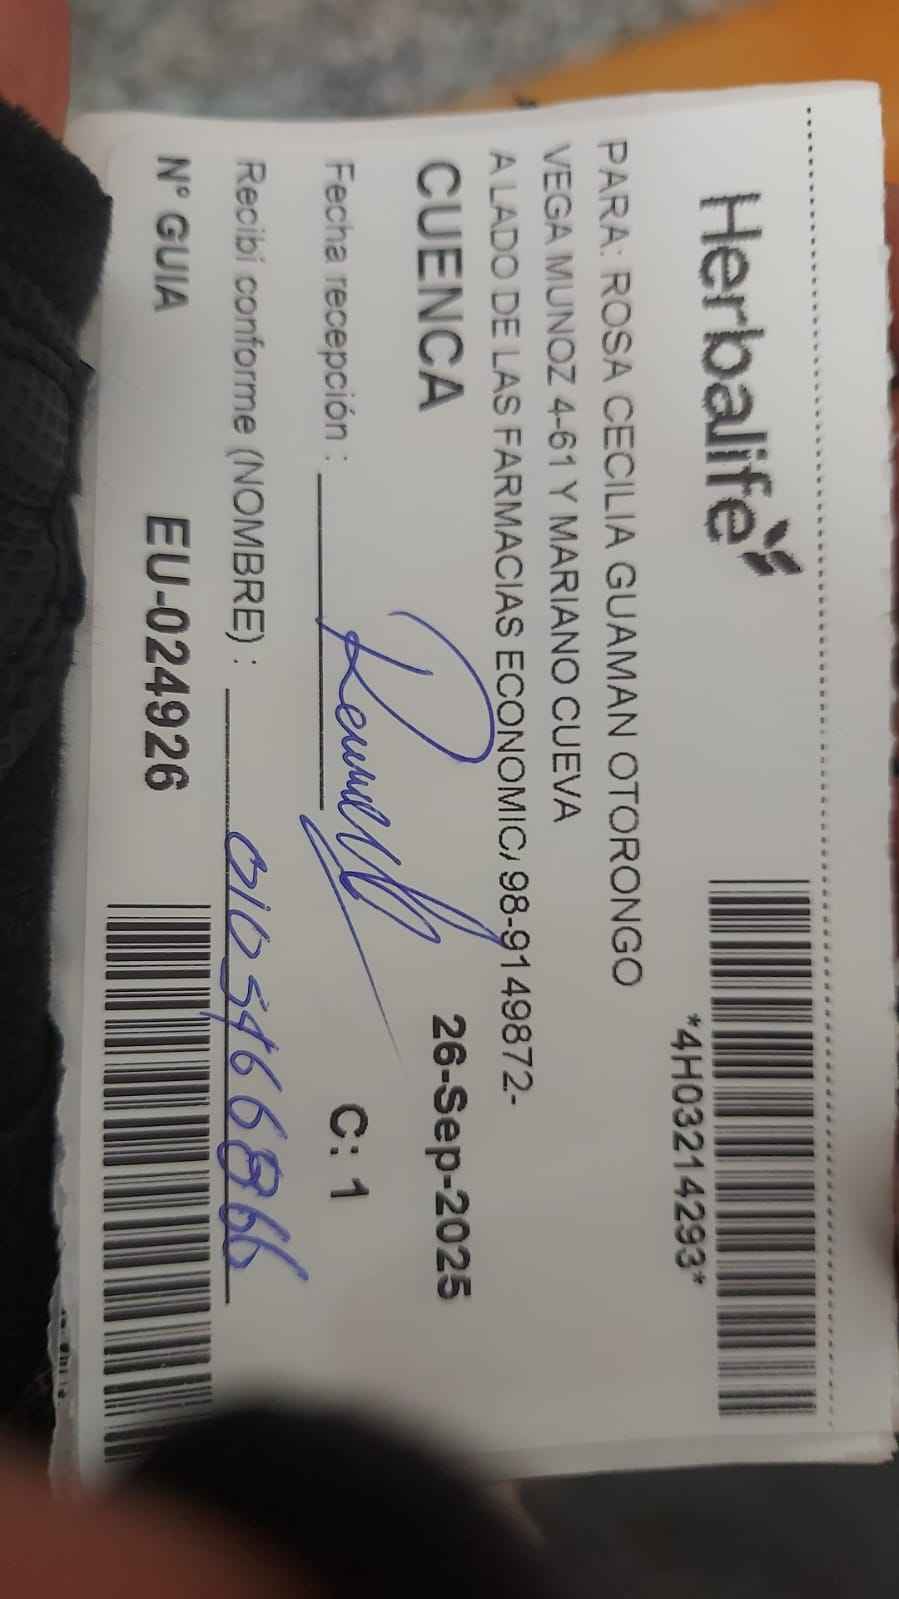 Herbalife
*4H03214293*
PARA: ROSA CECILIA GUAMAN OTORONGO
VEGA MUNOZ 4-61 Y MARIANO CUEVA
A LADO DE LAS FARMACIAS ECONOMIC, 98-9149872-
CUENCA 26-Sep-2025
Fecha recepción : C: 1
Recibí conforme (NOMBRE) : 0105466866
N° GUIA EU-024926